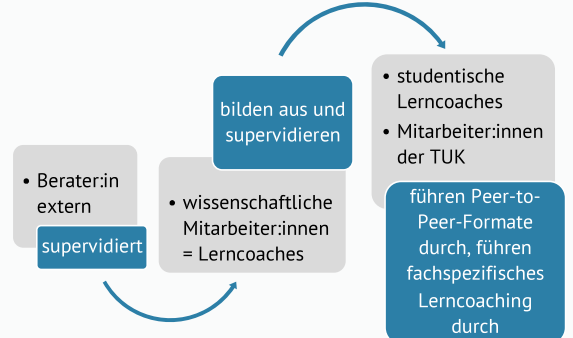 • Berater:in
extern
supervidiert
bilden aus und
supervidieren
• wissenschaftliche
Mitarbeiter:innen
= Lerncoaches
• studentische
Lerncoaches
• Mitarbeiter:innen
der TUK
führen Peer-to-
Peer-Formate
durch, führen
fachspezifisches
Lerncoaching
durch